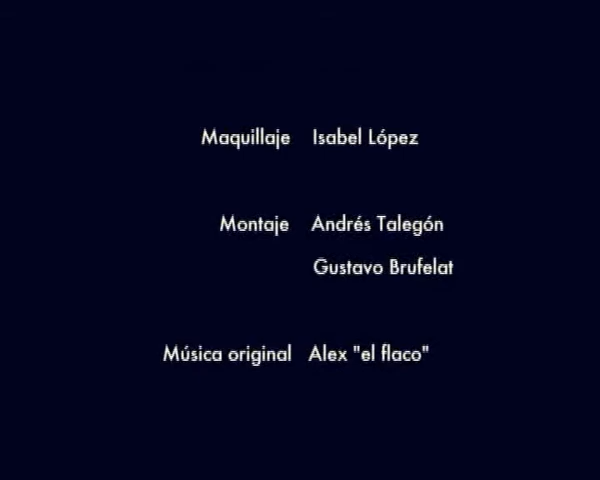 Maquillaje Isabel López
Montaje Andrés Talegón
Gustavo Brufelat
Música original Alex "el flaco"